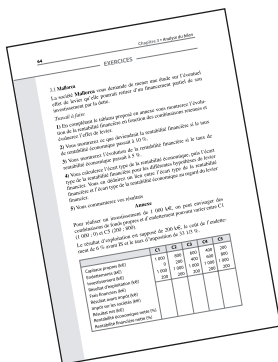 64
Chapitre 3 • Analyse du bilan
EXERCICES
3.1 Mallorca
La société Mallorca vous demande de mener une étude sur l'éventuel
effet de levier qu'elle pourrait retirer d'un financement partiel de son
investissement par la dette.
Travail à faire
1) En complétant le tableau proposé en annexe vous montrerez l'évolu-
tion de la rentabilité financière en fonction des combinaisons retenues et
évaluerez l'effet de levier.
2) Vous montrerez ce que deviendrait la rentabilité financière si le taux
de rentabilité économique passait à 10 %.
3) Vous montrerez l'évolution de la rentabilité financière si le taux de
rentabilité économique passait à 5 %.
4) Vous calculerez l'écart type de la rentabilité économique, puis l'écart
type de la rentabilité financière pour les différentes hypothèses de levier
financier. Vous en déduirez un lien entre l'écart type de la rentabilité
financière et l'écart type de la rentabilité économique au regard du levier
financier.
5) Vous commenterez vos résultats
Annexe
Pour réaliser un investissement de 1 000 k€, on peut envisager des
combinaisons de fonds propres et d'endettement pouvant varier entre C1
(1 000 ; 0) et C5 (200 ; 800).
Le résultat d'exploitation est supposé de 200 k€, le coût de l'endette-
ment de 6 % avant IS et le taux d'imposition de 33 1/3 %.
C1 C2 C3 C4 C5
Capitaux propres (k€) 1 000 800 600 400 200
Endettements (k€) 0 200 400 600 800
Investissement (k€) 1 000 1 000 1 000 1 000 1 000
Résultat d'exploitation (k€) 200 200 200 200 200
Frais financiers (k€)
Résultat avant impôt (k€)
Impôt sur les sociétés (k€)
Résultat net (k€)
Rentabilité économique nette (%)
Rentabilité financière nette (%)